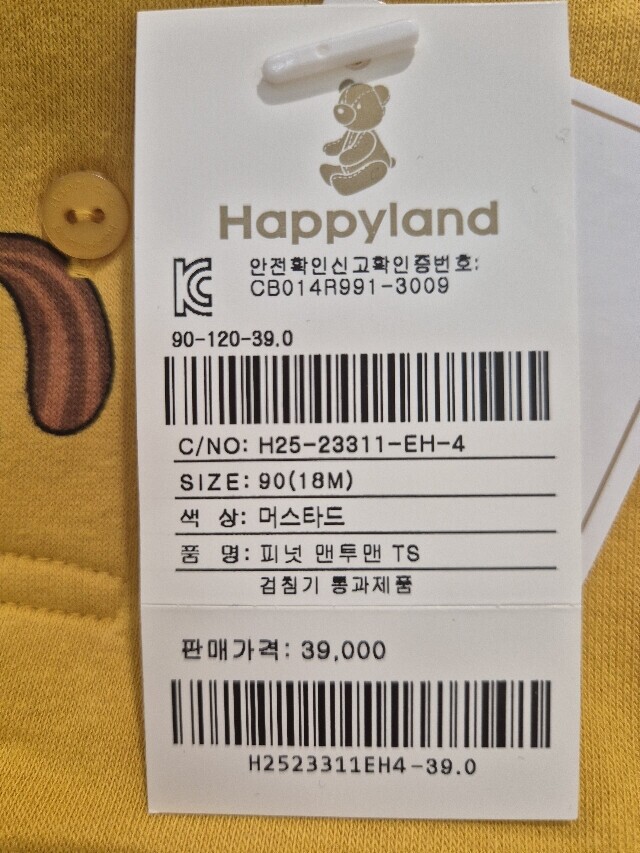 Happyland
안전확인신고확인증번호:
CB014R991-3009
90-120-39.0
C/NO: H25-23311-EH-4
SIZE: 90(18M)
색 상: 머스타드
품 명: 피넛 맨투맨 TS
검침기 통과제품
판매가격: 39,000
H2523311EH4-39.0